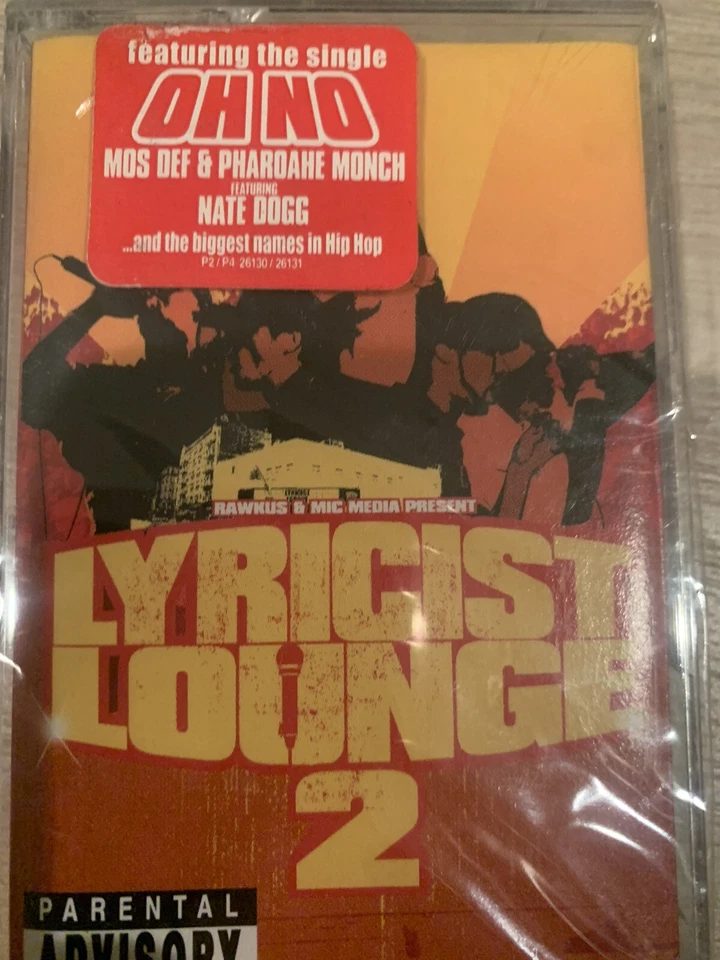 featuring the single
OH NO
MOS DEF & PHAROAHE MONCH
FEATURING
NATE DOGG
...and the biggest names in Hip Hop
P2 / P4 26130 / 26131
RAWKUS & MIC MEDIA PRESENT
LYRICIST
LOUNGE
2
PARENTAL
ADVISORY